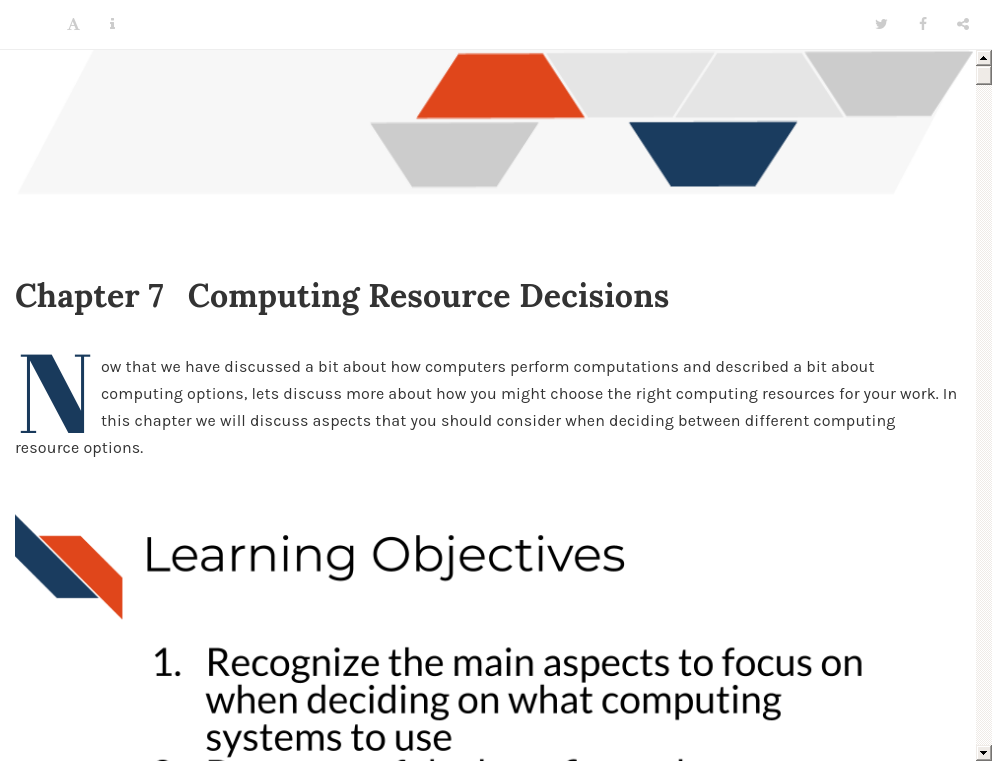 Chapter 7 Computing Resource Decisions
Now that we have discussed a bit about how computers perform computations and described a bit about
computing options, lets discuss more about how you might choose the right computing resources for your work. In
this chapter we will discuss aspects that you should consider when deciding between different computing
resource options.
Learning Objectives
1. Recognize the main aspects to focus on
when deciding on what computing
systems to use